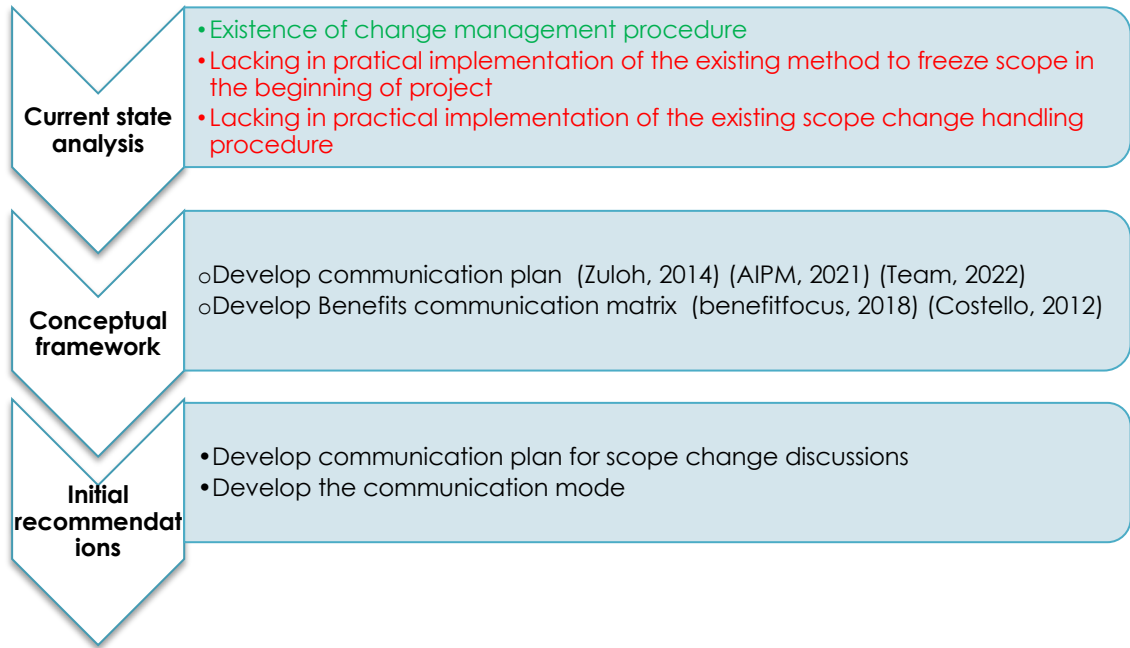 Current state
analysis
•Existence of change management procedure
•Lacking in pratical implementation of the existing method to freeze scope in
the beginning of project
•Lacking in practical implementation of the existing scope change handling
procedure
Conceptual
framework
oDevelop communication plan (Zuloh, 2014) (AIPM, 2021) (Team, 2022)
oDevelop Benefits communication matrix (benefitfocus, 2018) (Costello, 2012)
Initial
recommendat
ions
•Develop communication plan for scope change discussions
•Develop the communication mode